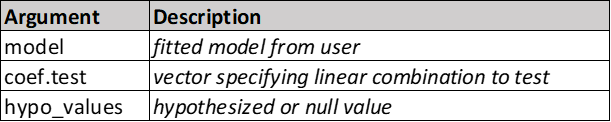 Argument Description
model fitted model from user
coef.test vector specifying linear combination to test
hypo_values hypothesized or null value